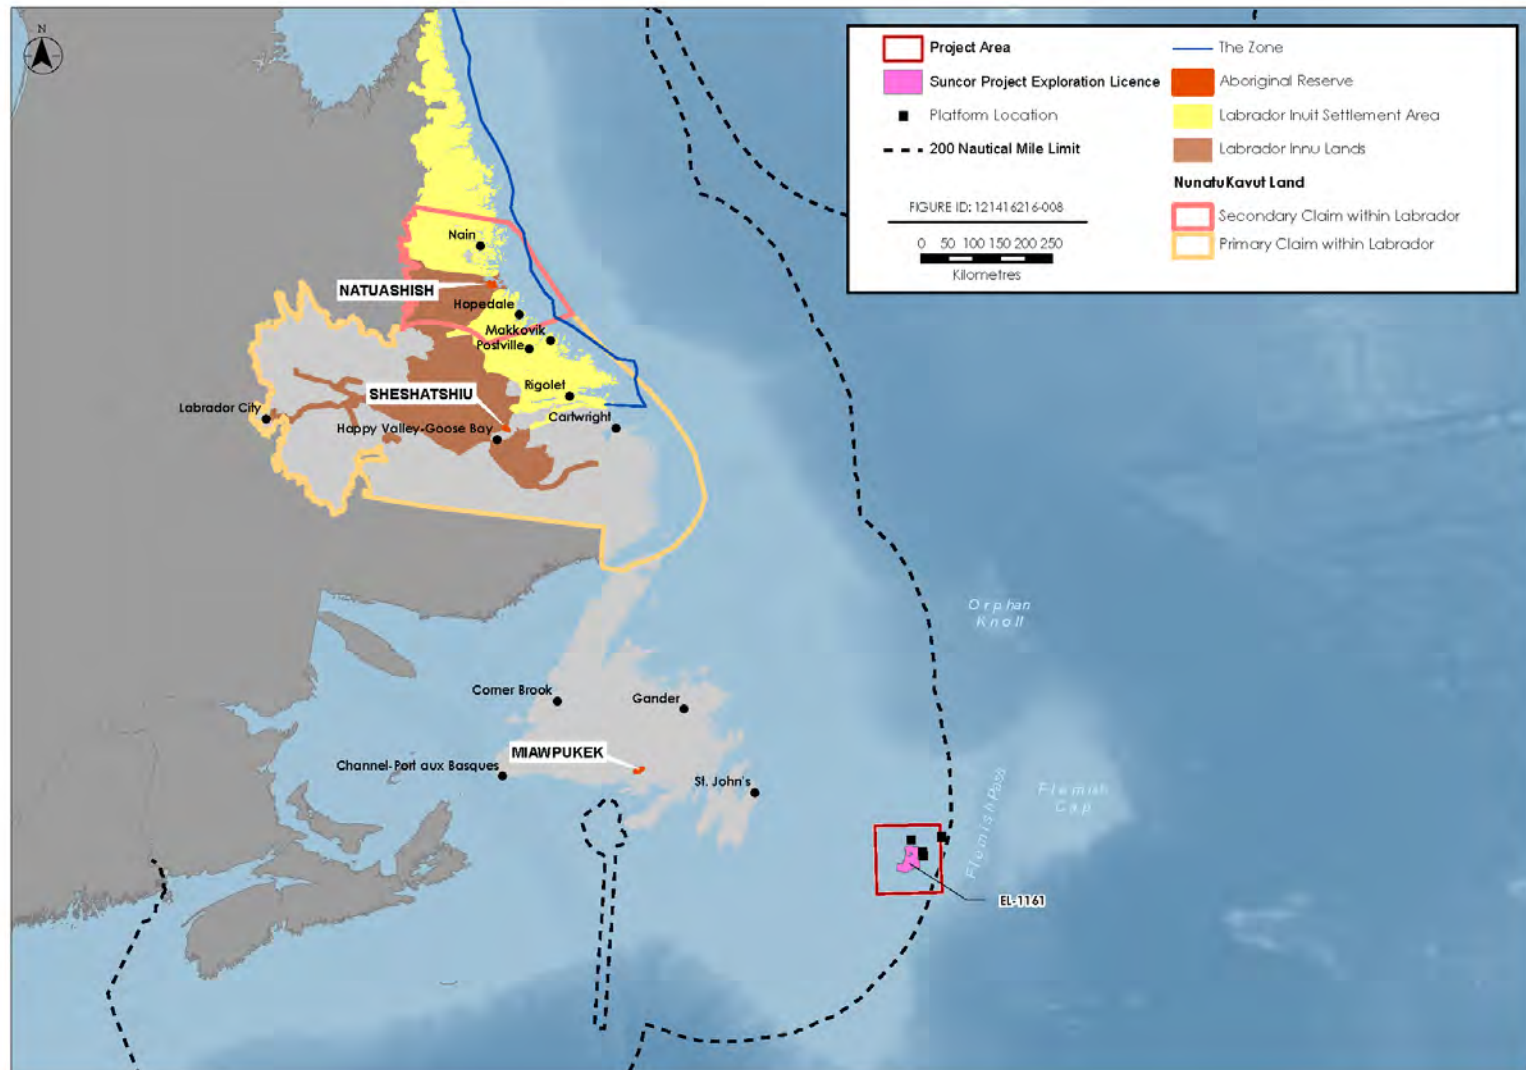 N
Project Area
Suncor Project Exploration Licence
Platform Location
200 Nautical Mile Limit
FIGURE ID: 121416216-008
0 50 100 150 200 250
Kilometres
The Zone
Aboriginal Reserve
Labrador Inuit Settlement Area
Labrador Innu Lands
NunatuKavut Land
Secondary Claim within Labrador
Primary Claim within Labrador
Nain
NATUASHISH
Hopedale
Makkovik
Postville
Rigolet
SHESHATSHIU
Labrador City
Cartwright
Happy Valley-Goose Bay
Orphan
Knoll
Corner Brook
Gander
MIAWPUKEK
Channel-Port aux Basques
St. John's
Flemish Pass
Flemish
Cap
EL-1161